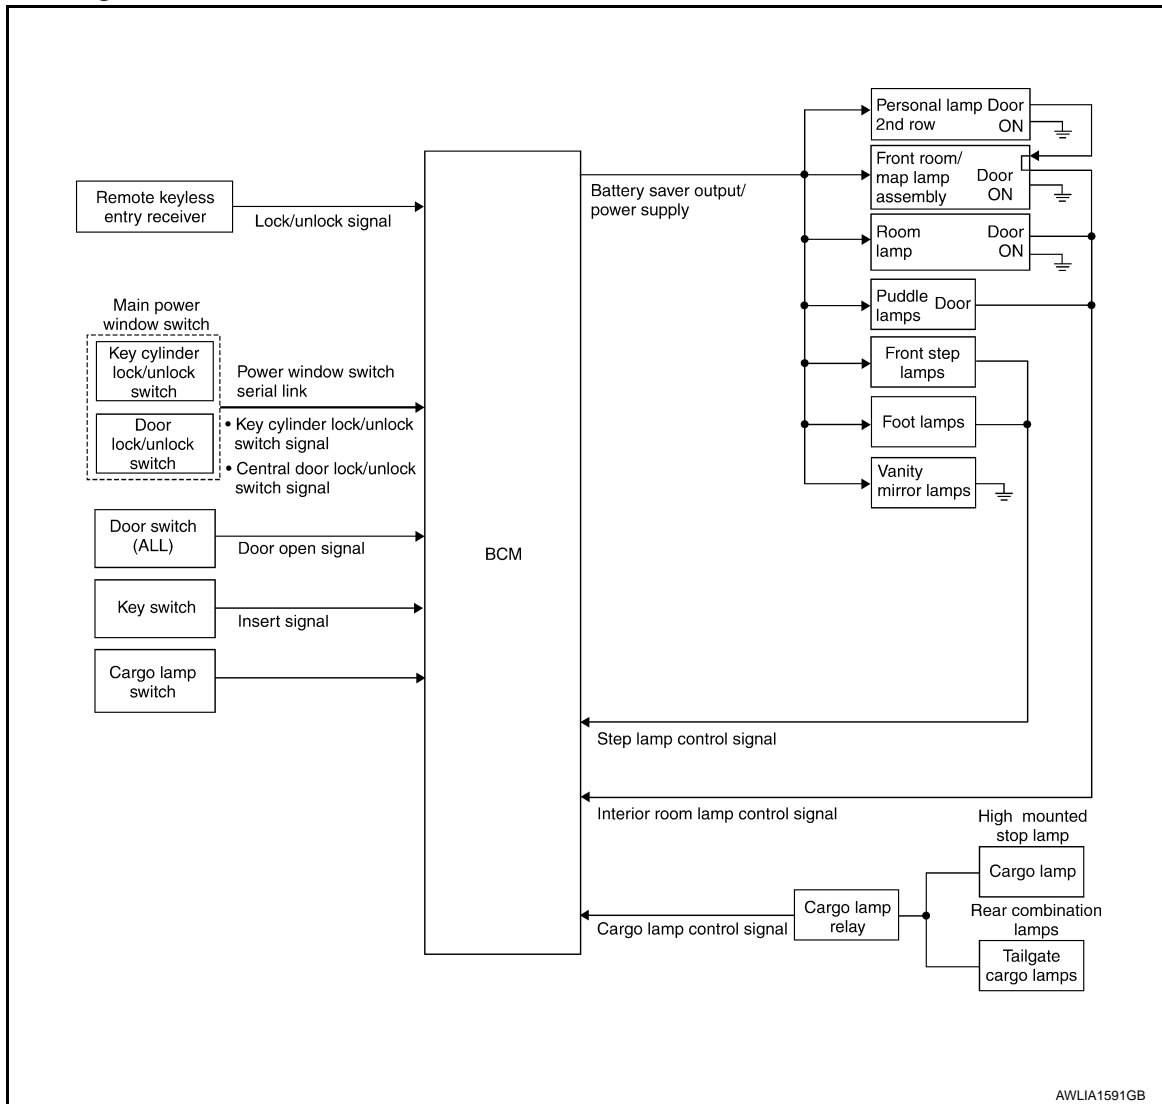 Remote keyless
entry receiver
Lock/unlock signal
Main power
window switch
Key cylinder
lock/unlock
switch
Door
lock/unlock
switch
Power window switch
serial link
• Key cylinder lock/unlock
switch signal
• Central door lock/unlock
switch signal
Door switch
(ALL)
Door open signal
Key switch
Insert signal
Cargo lamp
switch
BCM
Battery saver output/
power supply
Personal lamp Door
2nd row ON
Front room/
map lamp Door
assembly ON
Room Door
lamp ON
Puddle Door
lamps
Front step
lamps
Foot lamps
Vanity
mirror lamps
Step lamp control signal
Interior room lamp control signal
High mounted
stop lamp
Cargo lamp
Cargo lamp control signal
Cargo lamp
relay
Rear combination
lamps
Tailgate
cargo lamps
AWLIA1591GB